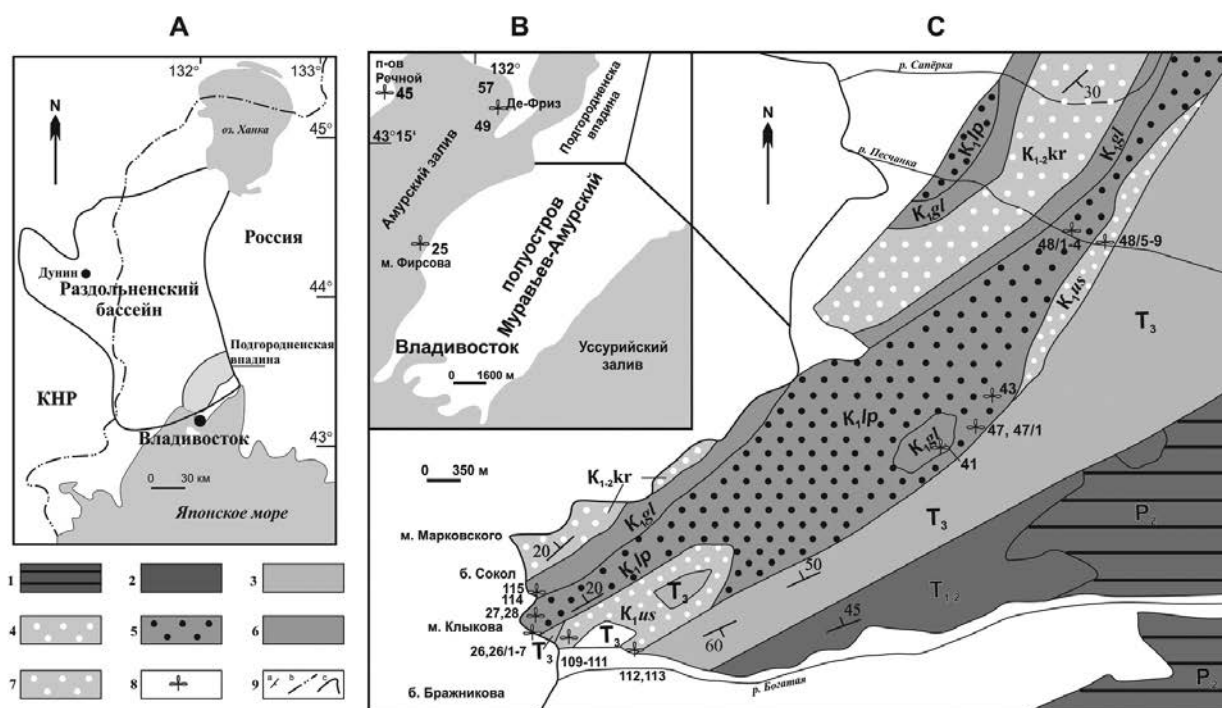 A
B
C
132°
133°
N
оз. Ханка
45°
Россия
Дунин
Раздольненский
бассейн
44°
Подгородненская
впадина
КНР
Владивосток
43°
0 30 км
Японское море
1
2
3
4
5
6
7
8
9
a
b
c
п-ов
Речной
45
132°
57
Де-Фриз
49
43°15'
Подгородненска
впадина
Амурский залив
25
м. Фирсова
полуостров
Муравьев-Амурский
Владивосток
0 1600 м
Уссурийский
залив
N
р. Сапёрка
30
р. Песчанка
K₁lp
K₁₋₂kr
K₁gl
K₁gl
48/1-4
48/5-9
K₁us
T₃
43
K₁lp
K₁gl
47, 47/1
41
0 350 м
K₁₋₂kr
T₃
P₂
м. Марковского
20
K₁gl
б. Сокол
K₁lp
50
115
114
20
T₃
T₁₋₂
27,28
K₁us
45
м. Клыкова
T₃
60
26,26/1-7
T₃
109-111
112,113
б. Бражникова
р. Богатая
P₂